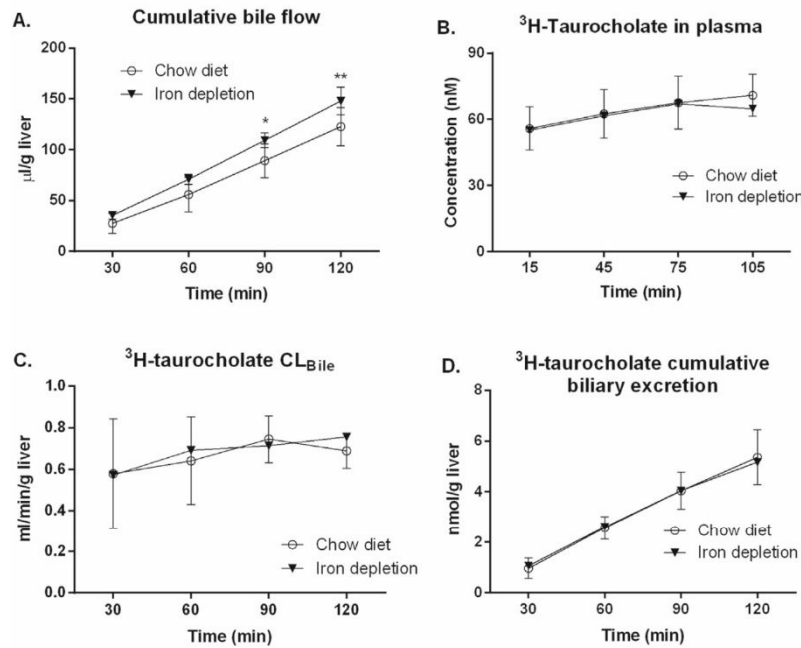 A.
Cumulative bile flow
200
150
100
50
0
µl/g liver
Chow diet
Iron depletion
*
**
30 60 90 120
Time (min)
B.
³H-Taurocholate in plasma
90
60
30
0
Concentration (nM)
Chow diet
Iron depletion
15 45 75 105
Time (min)
C.
³H-taurocholate CL_Bile
1.0
0.8
0.6
0.4
0.2
0.0
ml/min/g liver
Chow diet
Iron depletion
30 60 90 120
Time (min)
D.
³H-taurocholate cumulative
biliary excretion
8
6
4
2
0
nmol/g liver
Chow diet
Iron depletion
30 60 90 120
Time (min)